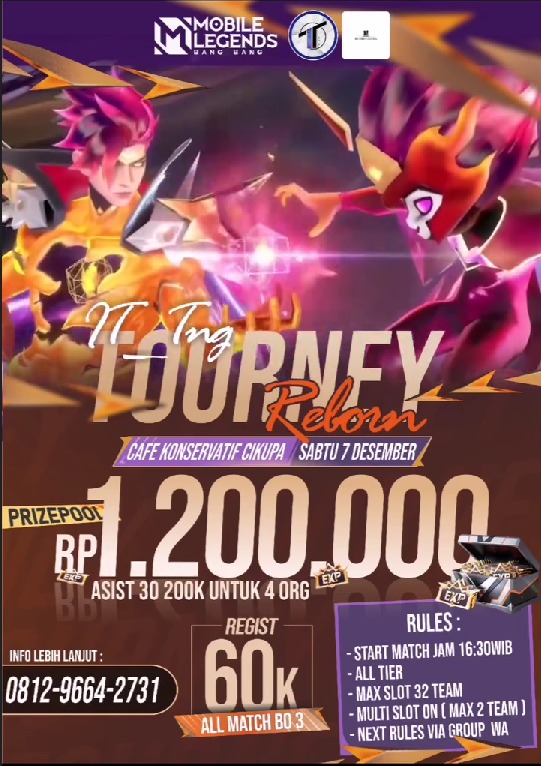 MOBILE
LEGENDS
BANG BANG
IT_Tng
TOURNEY
Reborn
CAFE KONSERVATIF CIKUPA / SABTU 7 DESEMBER
PRIZEPOOL
RP 1.200.000
EXP
EXP
EXP
ASIST 30 200K UNTUK 4 ORG
INFO LEBIH LANJUT :
0812-9664-2731
REGIST
60K
ALL MATCH BO 3
RULES :
- START MATCH JAM 16:30WIB
- ALL TIER
- MAX SLOT 32 TEAM
- MULTI SLOT ON ( MAX 2 TEAM )
- NEXT RULES VIA GROUP WA